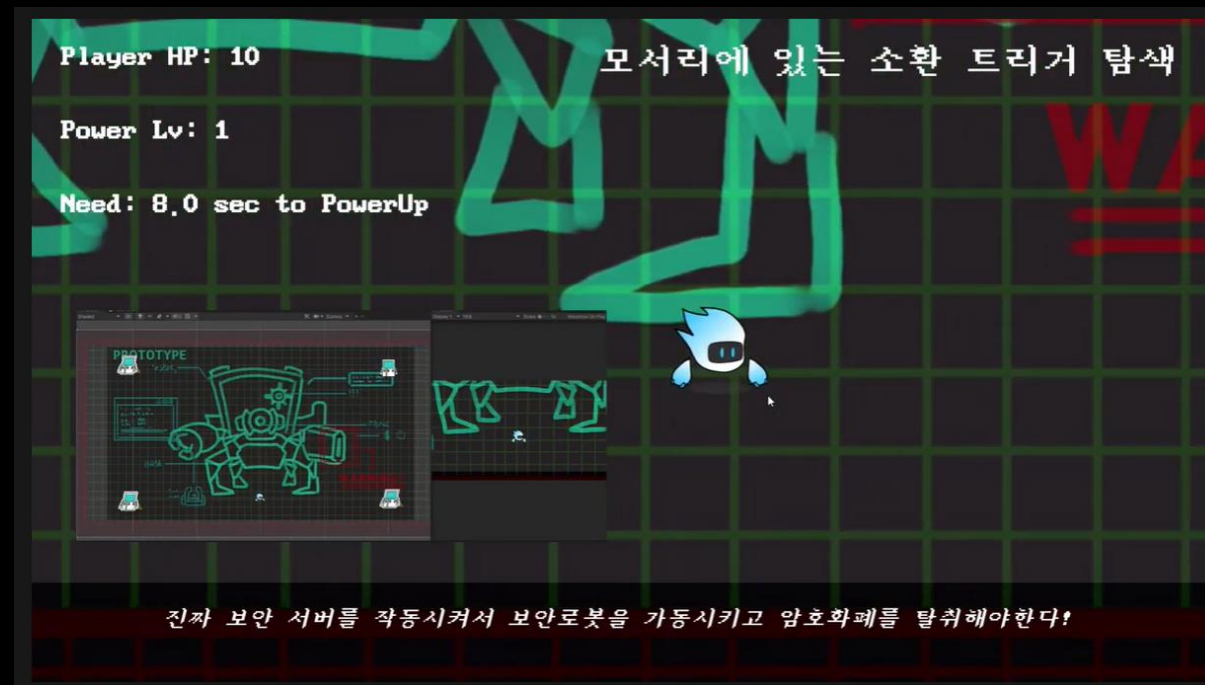 Player HP: 10
모서리에 있는 소환 트리거 탐색
Power Lv: 1
WA
Need: 8.0 sec to PowerUp
PROTOTYPE
진짜 보안 서버를 작동시켜서 보안로봇을 가동시키고 암호화폐를 탈취해야한다!